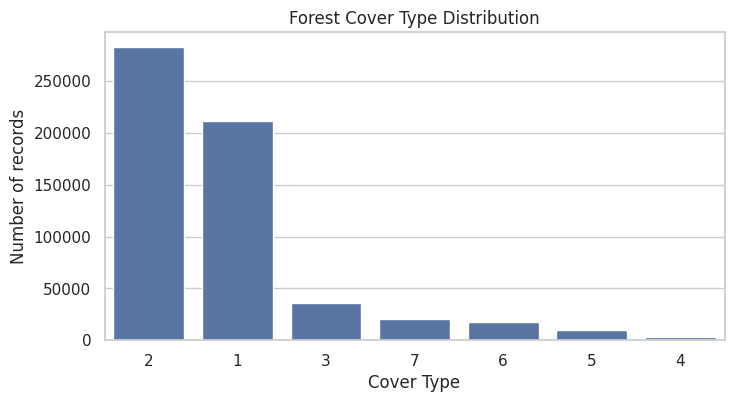 Forest Cover Type Distribution
Number of records
250000
200000
150000
100000
50000
0
2 1 3 7 6 5 4
Cover Type